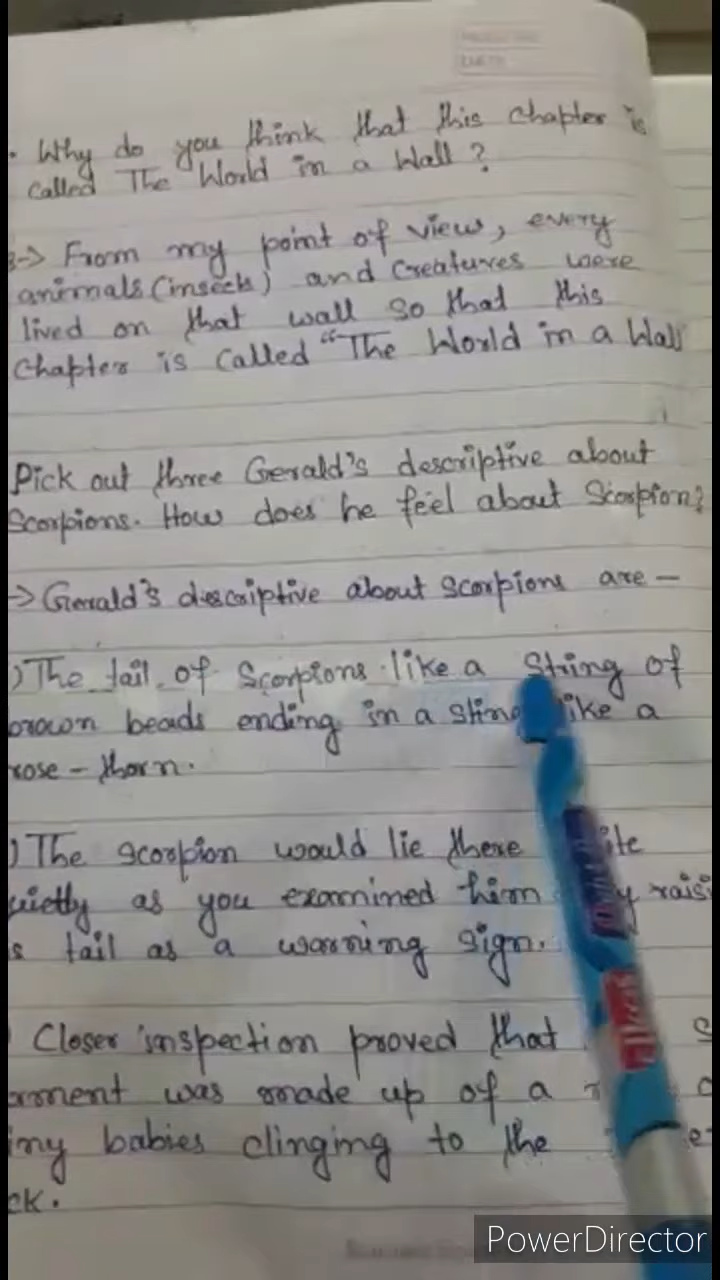 Why do you think that this chapter is
called The World in a Wall?
→ From my point of view, every
animals (insects) and creatures were
lived on that wall so that this
chapter is called "The World in a Wall
Pick out three Gerald's descriptive about
Scorpions. How does he feel about Scorpion?
→ Gerald's descriptive about scorpions are -
) The tail of Scorpions like a string of
brown beads ending in a sting like a
rose-thorn.
) The scorpion would lie there
quietly as you examined him
tail as a warning sign.
Closer inspection proved that
was made up of a
babies clinging to the
PowerDirector